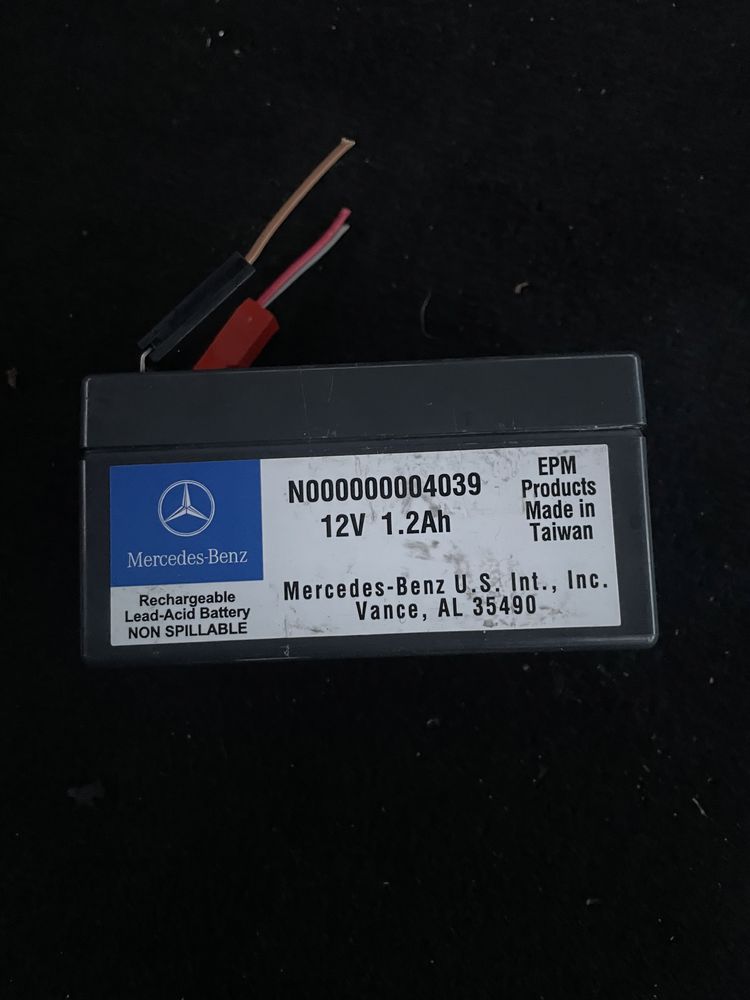 Mercedes-Benz
Rechargeable
Lead-Acid Battery
NON SPILLABLE
N000000004039
12V 1.2Ah
EPM
Products
Made in
Taiwan
Mercedes-Benz U.S. Int., Inc.
Vance, AL 35490